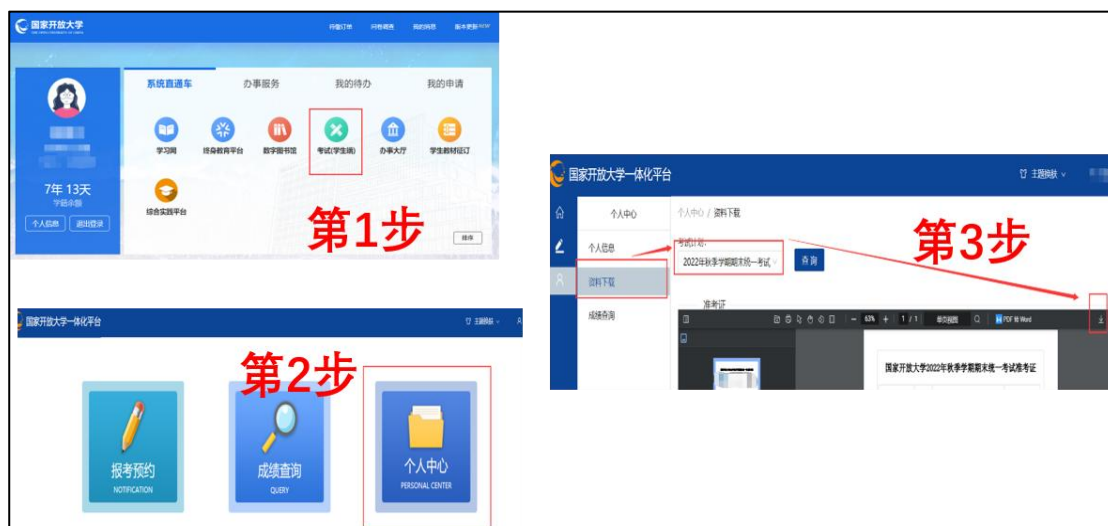 国家开放大学
待缴订单 问卷调查 我的消息 版本更新NEW
系统直通车 办事服务 我的待办 我的申请
学习网 终身教育平台 数字图书馆 考试(学生端) 办事大厅 学生教材征订
综合实践平台
7年 13天
学籍余额
个人信息 退出登录
排序
第1步
国家开放大学一体化平台
主题换肤
第2步
报考预约 成绩查询 个人中心
NOTIFICATION QUERY PERSONAL CENTER
国家开放大学一体化平台
主题换肤
个人中心
个人中心 / 资料下载
个人信息
考试计划:
2022年秋季学期期末统一考试
查询
第3步
资料下载
准考证
成绩查询
63% 1 / 1 单页视图 PDF 转 Word
国家开放大学2022年秋季学期期末统一考试准考证